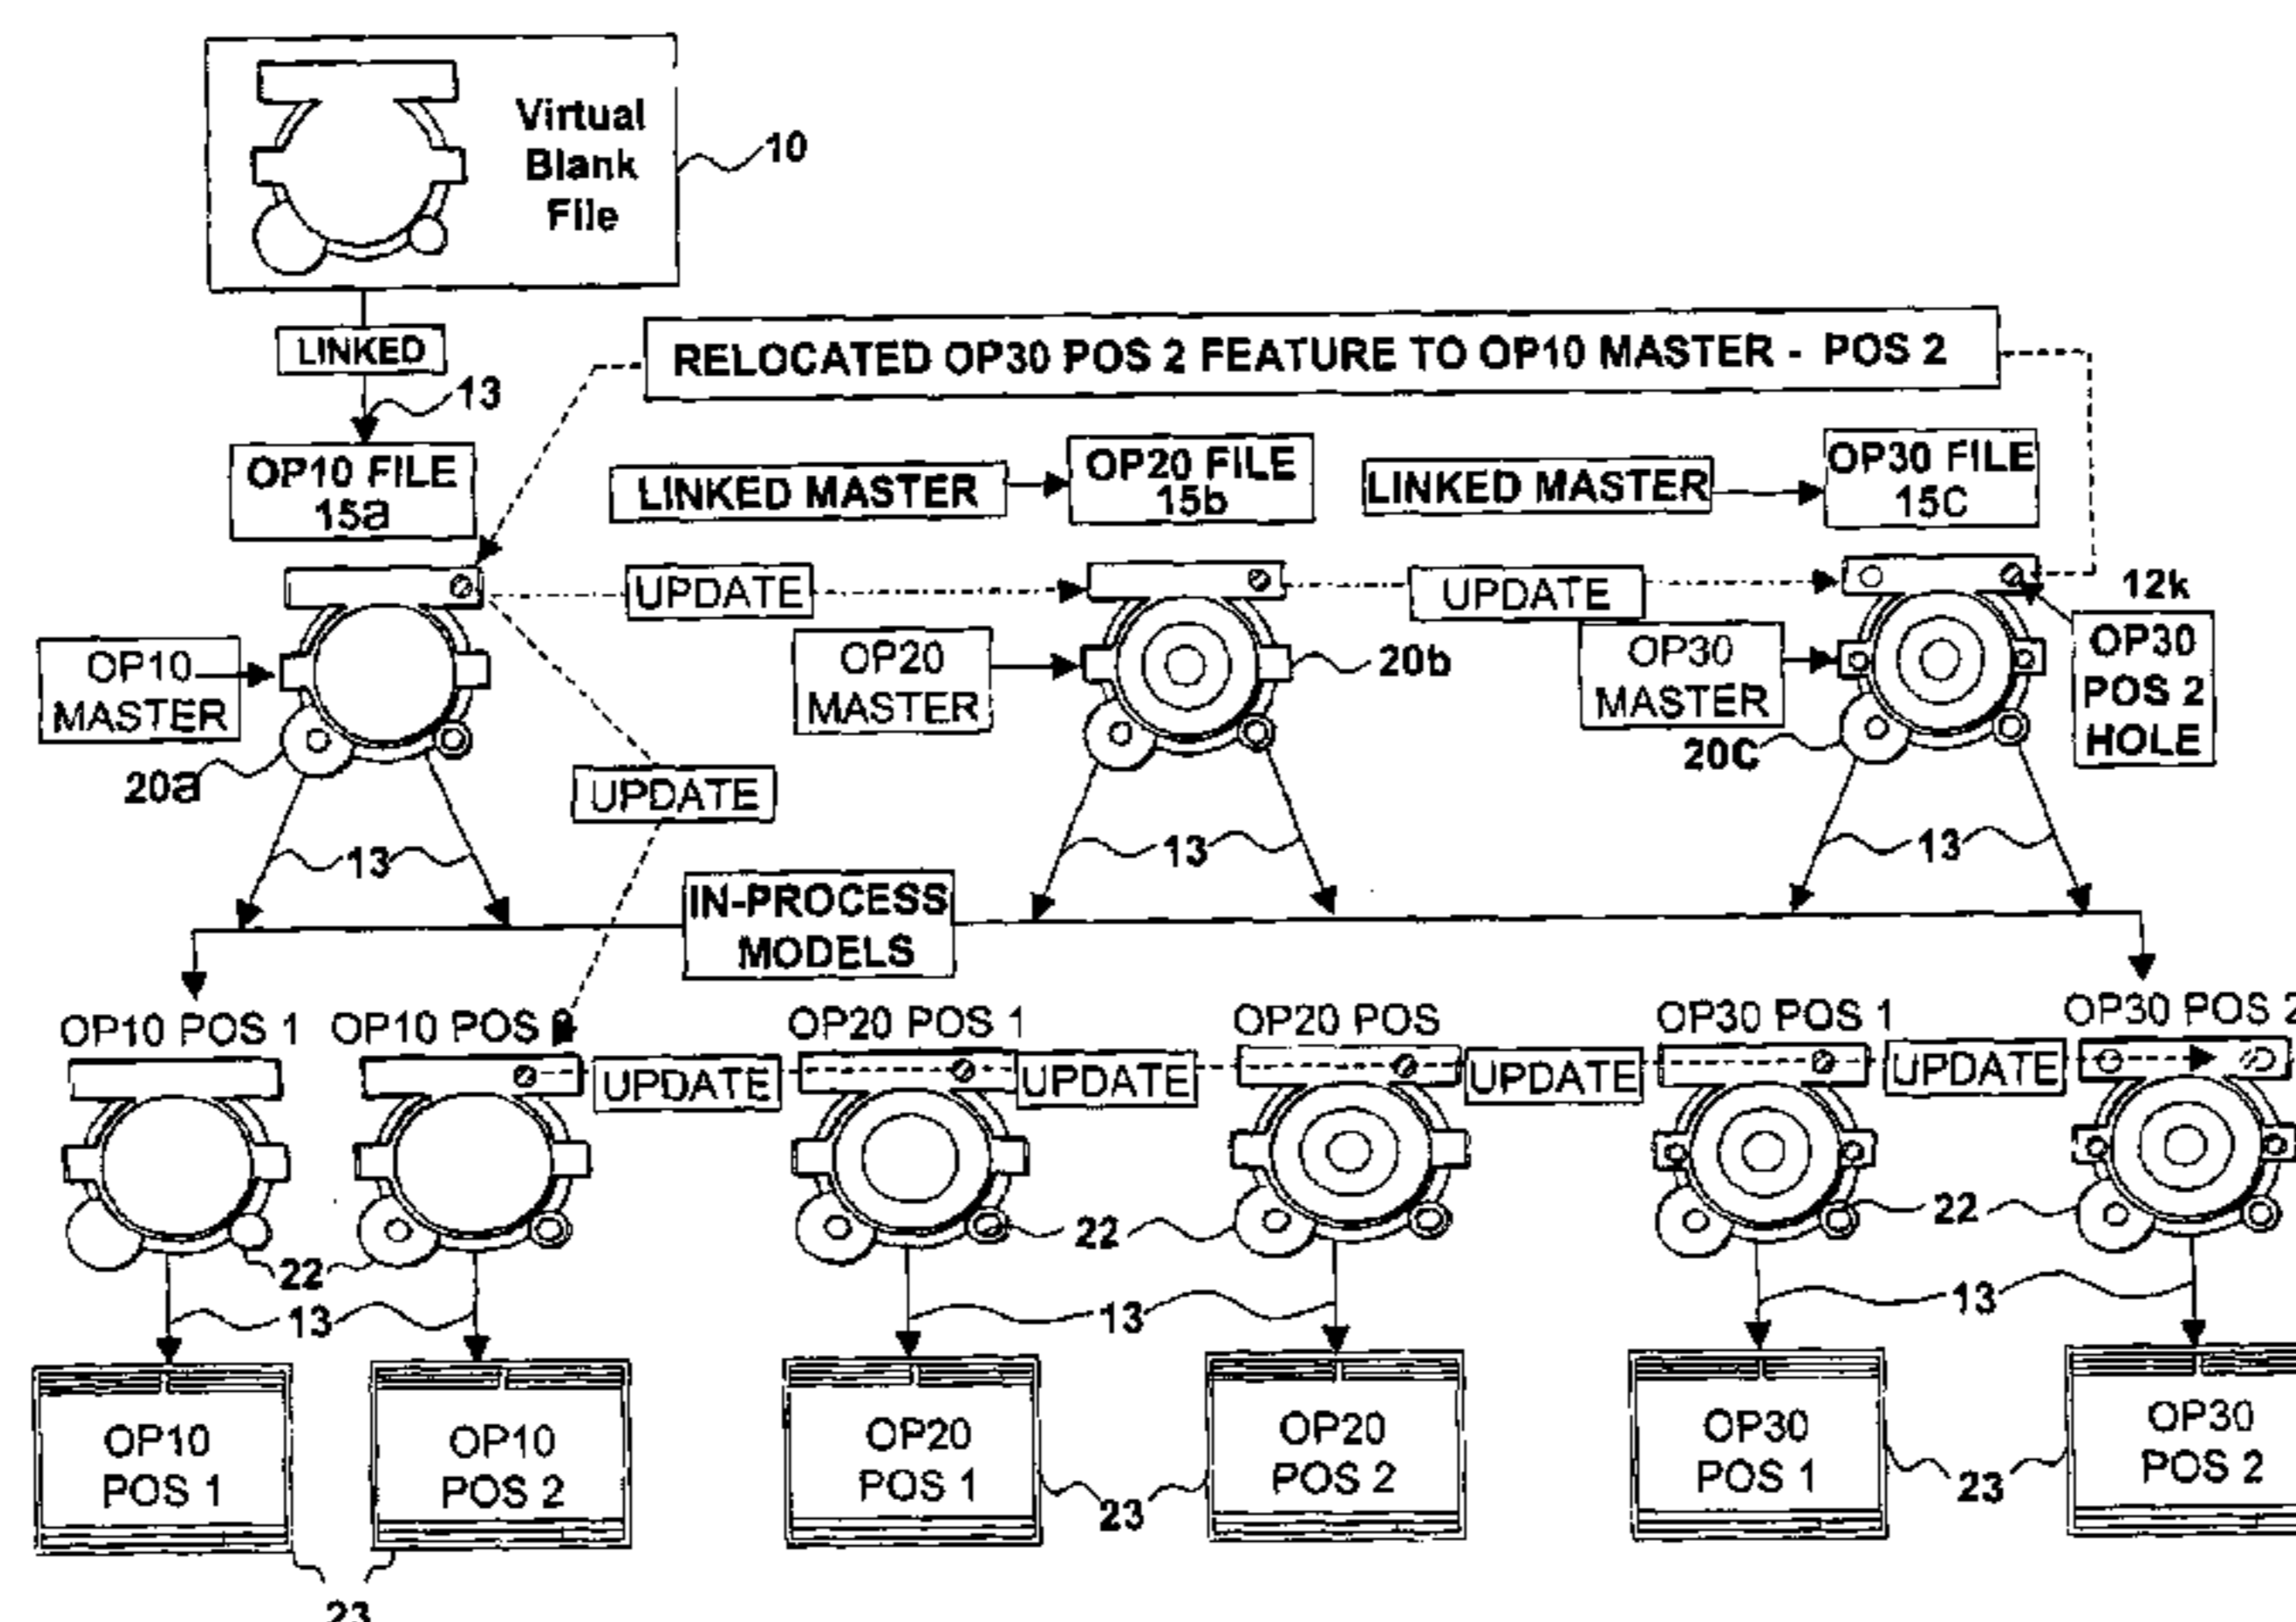 Virtual
Blank
File
10
LINKED
13
RELOCATED OP30 POS 2 FEATURE TO OP10 MASTER - POS 2
OP10 FILE
15a
LINKED MASTER
OP20 FILE
15b
LINKED MASTER
OP30 FILE
15C
UPDATE
UPDATE
12k
OP10
MASTER
OP20
MASTER
20b
OP30
MASTER
OP30
POS 2
HOLE
20a
UPDATE
20C
13
13
13
IN-PROCESS
MODELS
OP10 POS 1
OP10 POS
OP20 POS 1
OP20 POS
OP30 POS 1
OP30 POS 2
UPDATE
UPDATE
UPDATE
UPDATE
22
22
22
13
13
13
OP10
POS 1
OP10
POS 2
OP20
POS 1
OP20
POS 2
OP30
POS 1
OP30
POS 2
23
23
23